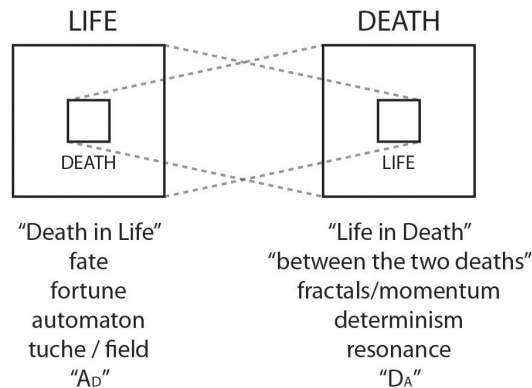 LIFE
DEATH
DEATH
LIFE
“Death in Life”
fate
fortune
automaton
tuche / field
“AD”
“Life in Death”
“between the two deaths”
fractals/momentum
determinism
resonance
“DA”